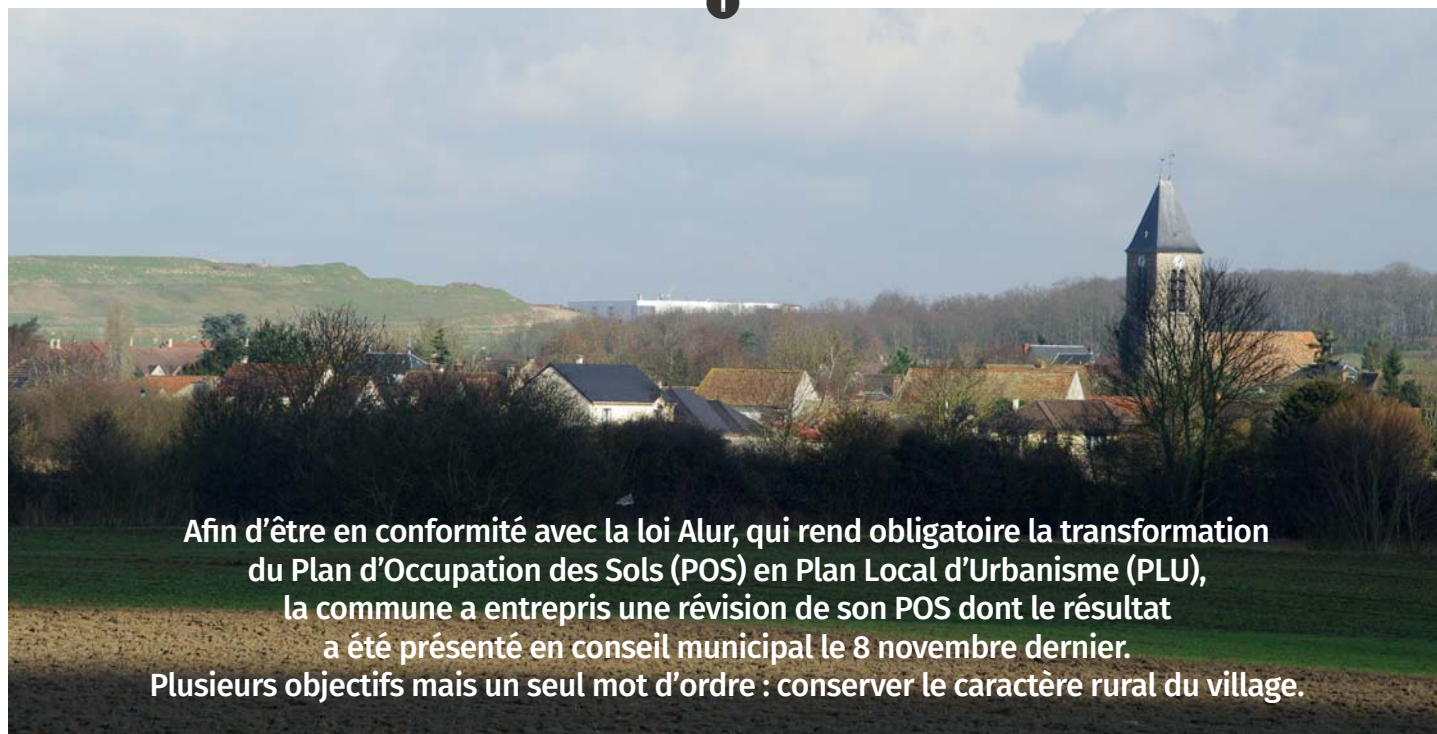 Afin d’être en conformité avec la loi Alur, qui rend obligatoire la transformation
du Plan d’Occupation des Sols (POS) en Plan Local d’Urbanisme (PLU),
la commune a entrepris une révision de son POS dont le résultat
a été présenté en conseil municipal le 8 novembre dernier.
Plusieurs objectifs mais un seul mot d’ordre : conserver le caractère rural du village.